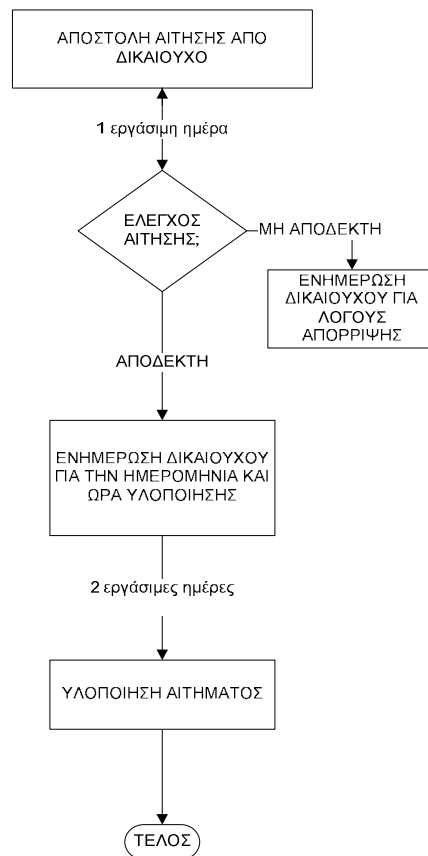 ΑΠΟΣΤΟΛΗ ΑΙΤΗΣΗΣ ΑΠΟ
ΔΙΚΑΙΟΥΧΟ
1 εργάσιμη ημέρα
ΕΛΕΓΧΟΣ
ΑΙΤΗΣΗΣ;
ΜΗ ΑΠΟΔΕΚΤΗ
ΕΝΗΜΕΡΩΣΗ
ΔΙΚΑΙΟΥΧΟΥ ΓΙΑ
ΛΟΓΟΥΣ
ΑΠΟΡΡΙΨΗΣ
ΑΠΟΔΕΚΤΗ
ΕΝΗΜΕΡΩΣΗ ΔΙΚΑΙΟΥΧΟΥ
ΓΙΑ ΤΗΝ ΗΜΕΡΟΜΗΝΙΑ ΚΑΙ
ΩΡΑ ΥΛΟΠΟΙΗΣΗΣ
2 εργάσιμες ημέρες
ΥΛΟΠΟΙΗΣΗ ΑΙΤΗΜΑΤΟΣ
ΤΕΛΟΣ